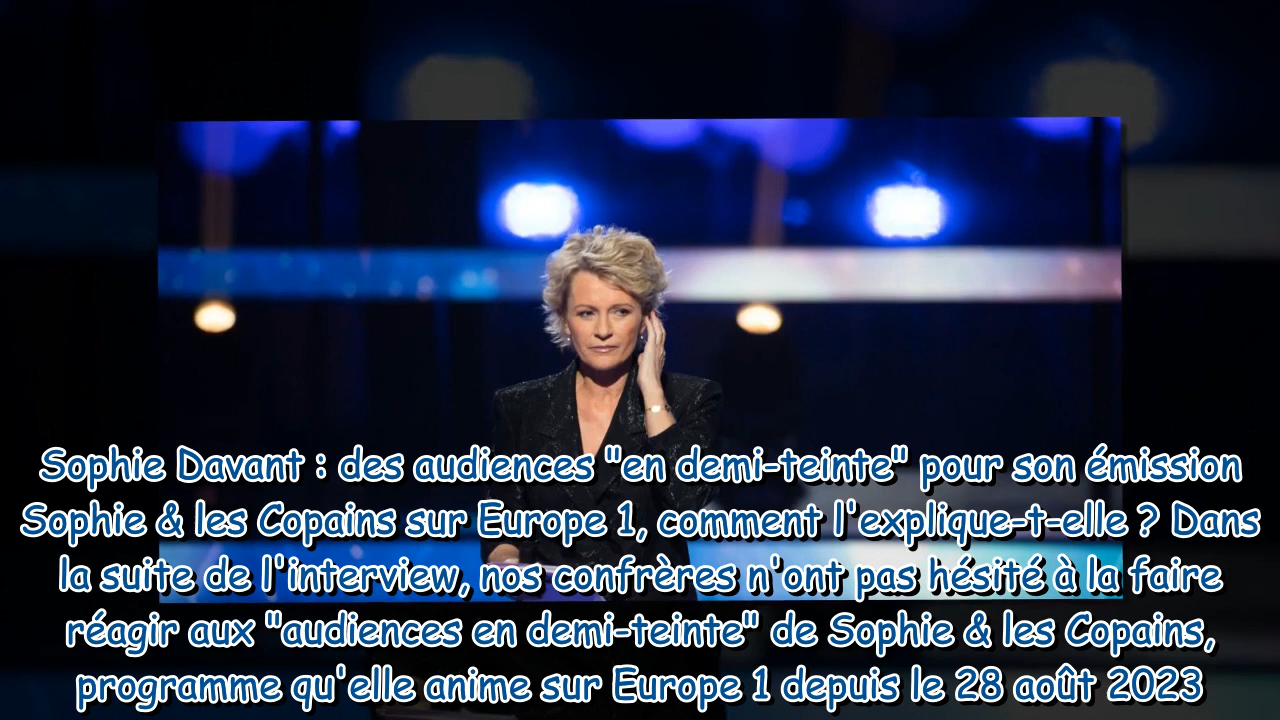 Sophie Davant : des audiences "en demi-teinte" pour son émission
Sophie & les Copains sur Europe 1, comment l'explique-t-elle ? Dans
la suite de l'interview, nos confrères n'ont pas hésité à la faire
réagir aux "audiences en demi-teinte" de Sophie & les Copains,
programme qu'elle anime sur Europe 1 depuis le 28 août 2023